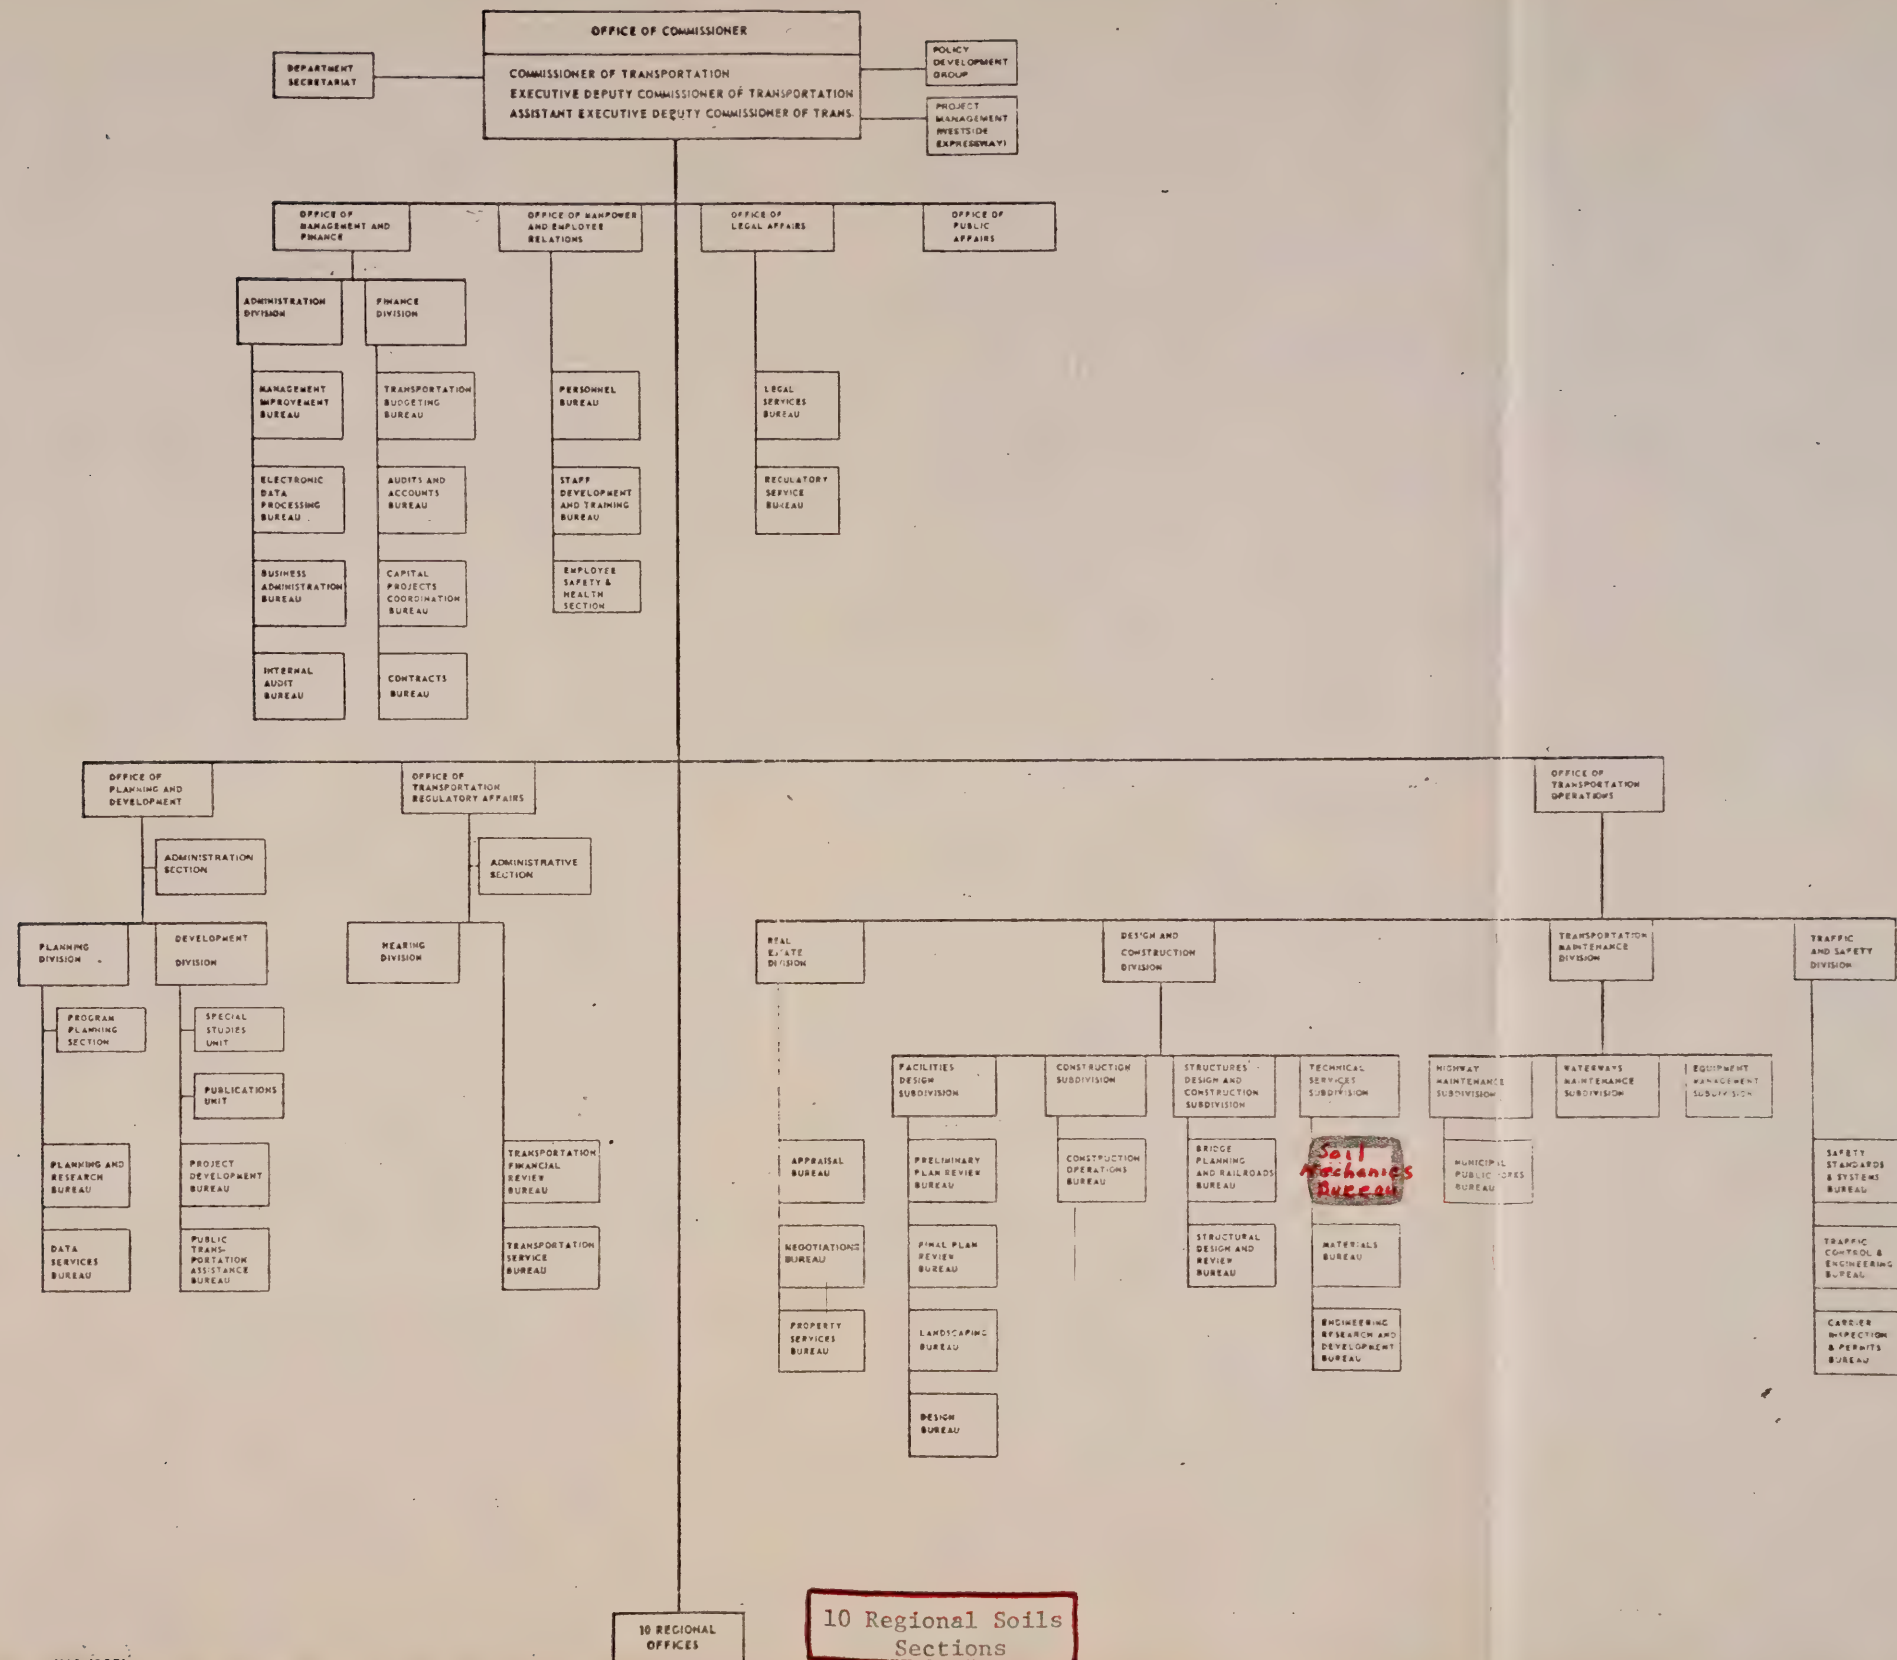 OFFICE OF COMMISSIONER
COMMISSIONER OF TRANSPORTATION
EXECUTIVE DEPUTY COMMISSIONER OF TRANSPORTATION
ASSISTANT EXECUTIVE DEPUTY COMMISSIONER OF TRANS.
DEPARTMENT
SECRETARIAT
POLICY
DEVELOPMENT
GROUP
PROJECT
MANAGEMENT
(WESTSIDE
EXPRESSWAY)
OFFICE OF
MANAGEMENT AND
FINANCE
OFFICE OF MANPOWER
AND EMPLOYEE
RELATIONS
OFFICE OF
LEGAL AFFAIRS
OFFICE OF
PUBLIC
AFFAIRS
ADMINISTRATION
DIVISION
FINANCE
DIVISION
MANAGEMENT
IMPROVEMENT
BUREAU
TRANSPORTATION
BUDGETING
BUREAU
PERSONNEL
BUREAU
LEGAL
SERVICES
BUREAU
ELECTRONIC
DATA
PROCESSING
BUREAU
AUDITS AND
ACCOUNTS
BUREAU
STAFF
DEVELOPMENT
AND TRAINING
BUREAU
REGULATORY
SERVICE
BUREAU
BUSINESS
ADMINISTRATION
BUREAU
CAPITAL
PROJECTS
COORDINATION
BUREAU
EMPLOYEE
SAFETY &
HEALTH
SECTION
INTERNAL
AUDIT
BUREAU
CONTRACTS
BUREAU
OFFICE OF
PLANNING AND
DEVELOPMENT
OFFICE OF
TRANSPORTATION
REGULATORY AFFAIRS
OFFICE OF
TRANSPORTATION
OPERATIONS
ADMINISTRATION
SECTION
ADMINISTRATIVE
SECTION
PLANNING
DIVISION
DEVELOPMENT
DIVISION
HEARING
DIVISION
REAL
ESTATE
DIVISION
DESIGN AND
CONSTRUCTION
DIVISION
TRANSPORTATION
MAINTENANCE
DIVISION
TRAFFIC
AND SAFETY
DIVISION
PROGRAM
PLANNING
SECTION
SPECIAL
STUDIES
UNIT
PUBLICATIONS
UNIT
FACILITIES
DESIGN
SUBDIVISION
CONSTRUCTION
SUBDIVISION
STRUCTURES
DESIGN AND
CONSTRUCTION
SUBDIVISION
TECHNICAL
SERVICES
SUBDIVISION
HIGHWAY
MAINTENANCE
SUBDIVISION
WATERWAYS
MAINTENANCE
SUBDIVISION
EQUIPMENT
MANAGEMENT
SUBDIVISION
PLANNING AND
RESEARCH
BUREAU
PROJECT
DEVELOPMENT
BUREAU
TRANSPORTATION
FINANCIAL
REVIEW
BUREAU
APPRAISAL
BUREAU
PRELIMINARY
PLAN REVIEW
BUREAU
CONSTRUCTION
OPERATIONS
BUREAU
BRIDGE
PLANNING
AND RAILROADS
BUREAU
Soil
Mechanics
Bureau
MUNICIPAL
PUBLIC WORKS
BUREAU
SAFETY
STANDARDS
& SYSTEMS
BUREAU
DATA
SERVICES
BUREAU
PUBLIC
TRANS-
PORTATION
ASSISTANCE
BUREAU
TRANSPORTATION
SERVICE
BUREAU
NEGOTIATIONS
BUREAU
FINAL PLAN
REVIEW
BUREAU
STRUCTURAL
DESIGN AND
REVIEW
BUREAU
MATERIALS
BUREAU
TRAFFIC
CONTROL &
ENGINEERING
BUREAU
PROPERTY
SERVICES
BUREAU
LANDSCAPING
BUREAU
ENGINEERING
RESEARCH AND
DEVELOPMENT
BUREAU
CARRIER
INSPECTION
& PERMITS
BUREAU
DESIGN
BUREAU
10 REGIONAL
OFFICES
10 Regional Soils
Sections